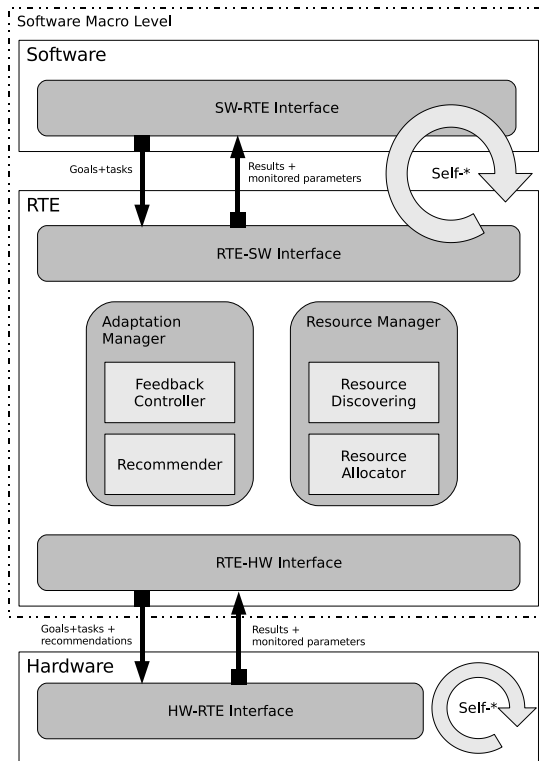 Software Macro Level
Software
SW-RTE Interface
Goals+tasks
Results +
monitored parameters
Self-*
RTE
RTE-SW Interface
Adaptation
Manager
Feedback
Controller
Recommender
Resource Manager
Resource
Discovering
Resource
Allocator
RTE-HW Interface
Goals+tasks +
recommendations
Results +
monitored parameters
Hardware
HW-RTE Interface
Self-*